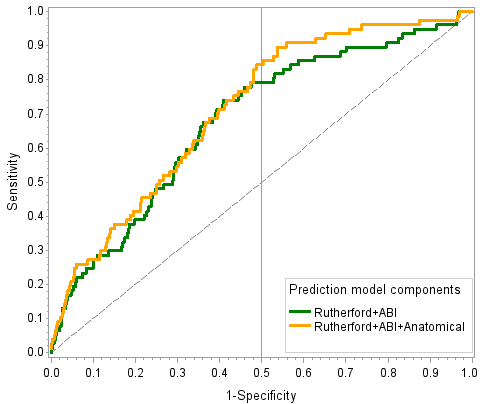 1.0
0.9
0.8
0.7
0.6
0.5
0.4
0.3
0.2
0.1
0.0
Sensitivity
Prediction model components
Rutherford+ABI
Rutherford+ABI+Anatomical
0.0 0.1 0.2 0.3 0.4 0.5 0.6 0.7 0.8 0.9 1.0
1-Specificity